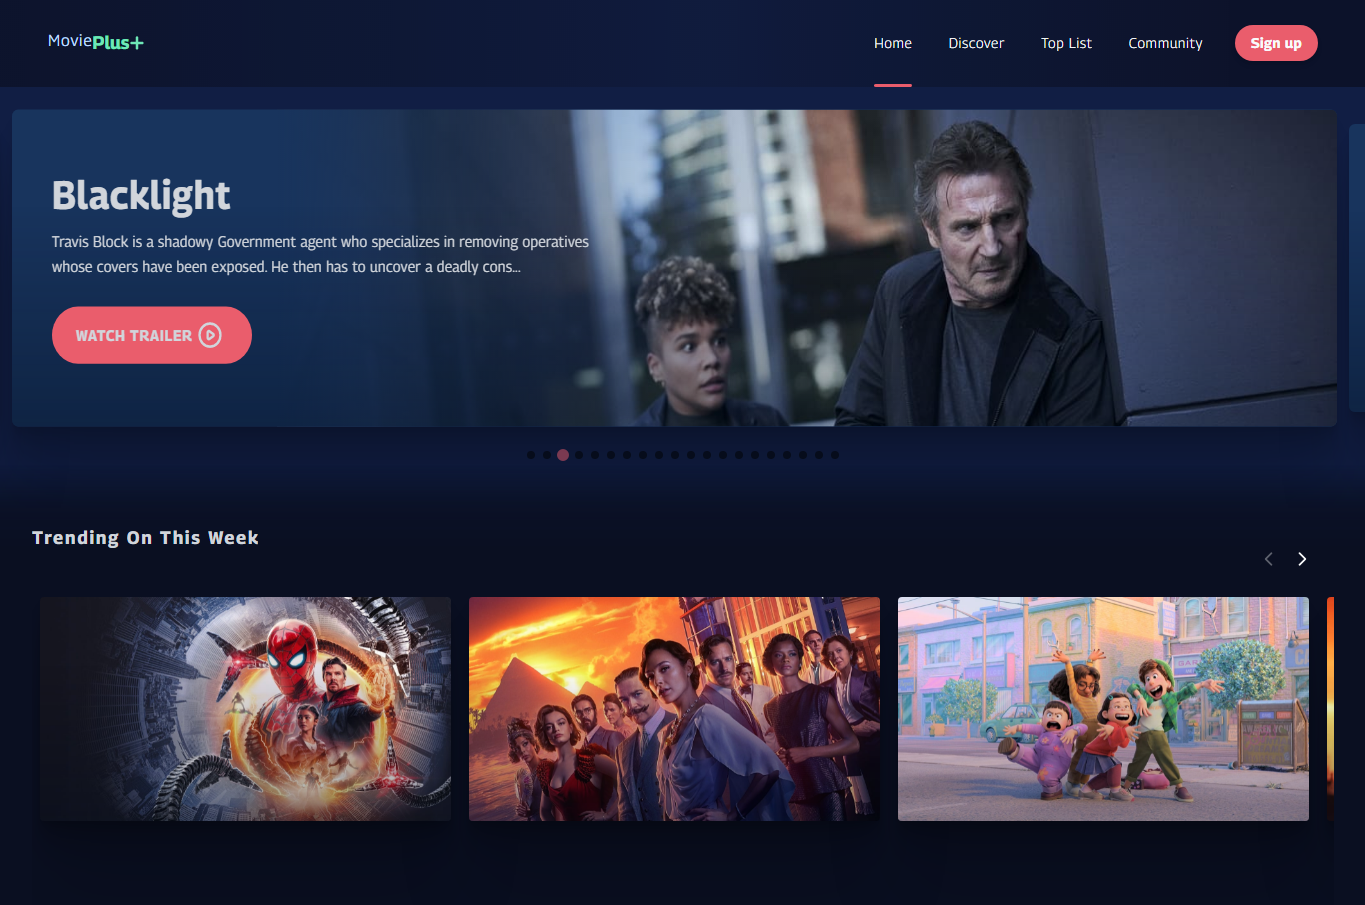 MoviePlus+
Home
Discover
Top List
Community
Sign up
Blacklight
Travis Block is a shadowy Government agent who specializes in removing operatives
whose covers have been exposed. He then has to uncover a deadly cons...
WATCH TRAILER
Trending On This Week